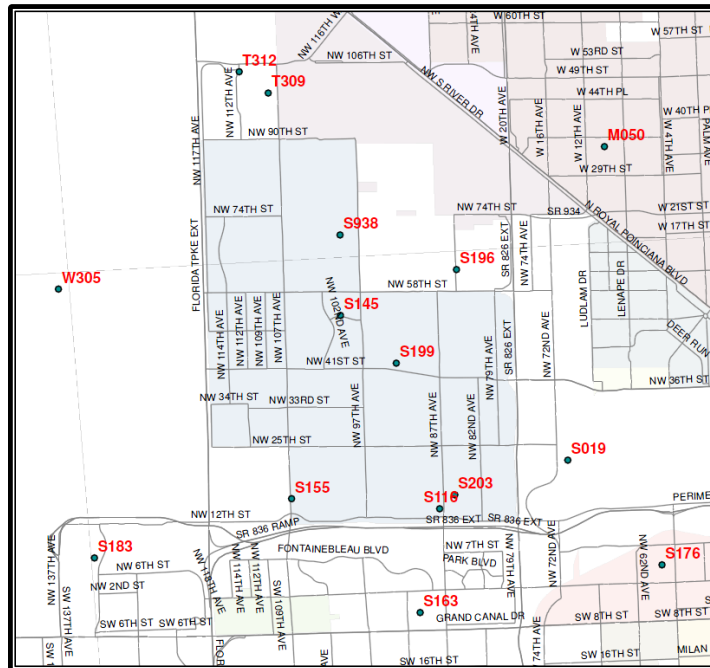 W 60TH ST
W 57TH ST
NW 116TH W
4TH AVE
W 53RD ST
NW 106TH ST
W 49TH ST
T312
T309
NW 112TH AVE
NW S RIVER DR
W 20TH AVE
W 16TH AVE
W 12TH AVE
W 44TH PL
W 4TH AVE
W 40TH P
PALM AVE
NW 117TH AVE
NW 90TH ST
M050
W 29TH ST
NW 74TH ST
NW 74TH ST
SR 934
N ROYAL POINCIANA BLVD
W 21ST ST
W 17TH ST
S938
FLORIDA TPKE EXT
S196
SR 826 EXT
NW 74TH AVE
W305
NW 58TH ST
LUDLAM DR
LENAPE DR
S145
NW 102ND AVE
NW 114TH AVE
NW 112TH AVE
NW 109TH AVE
NW 107TH AVE
NW 41ST ST
S199
NW 79TH AVE
SR 826 EXT
NW 72ND AVE
DEER RUN
NW 36TH ST
NW 34TH ST
NW 33RD ST
NW 97TH AVE
NW 87TH AVE
NW 82ND AVE
NW 25TH ST
S019
S155
S203
S116
NW 12TH ST
SR 836 RAMP
SR 836 EXT
SR 836 EXT
PERIME
S183
NW 137TH AVE
SW 137TH AVE
NW 6TH ST
NW 2ND ST
SW 6TH ST
SW 6TH ST
NW 118TH AVE
NW 114TH AVE
NW 112TH AVE
SW 109TH AVE
FONTAINEBLEAU BLVD
NW 7TH ST
PARK BLVD
NW 79TH AVE
NW 72ND AVE
NW 62ND AVE
S176
S163
GRAND CANAL DR
SW 8TH ST
SW 8TH ST
SW 1
FLOR
AVE
SW 16TH ST
74TH AVE
SW 16TH ST
MILAN